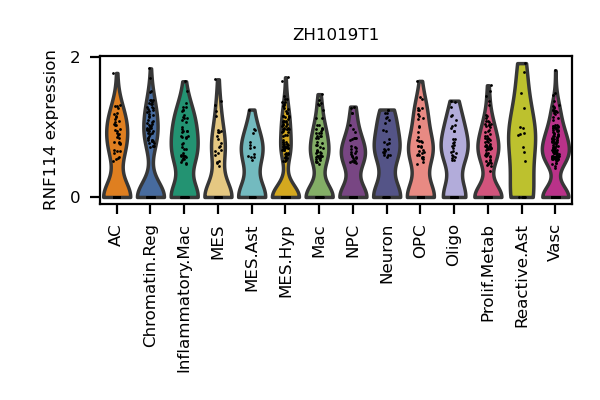 ZH1019T1
RNF114 expression
2
0
AC
Chromatin.Reg
Inflammatory.Mac
MES
MES.Ast
MES.Hyp
Mac
NPC
Neuron
OPC
Oligo
Prolif.Metab
Reactive.Ast
Vasc